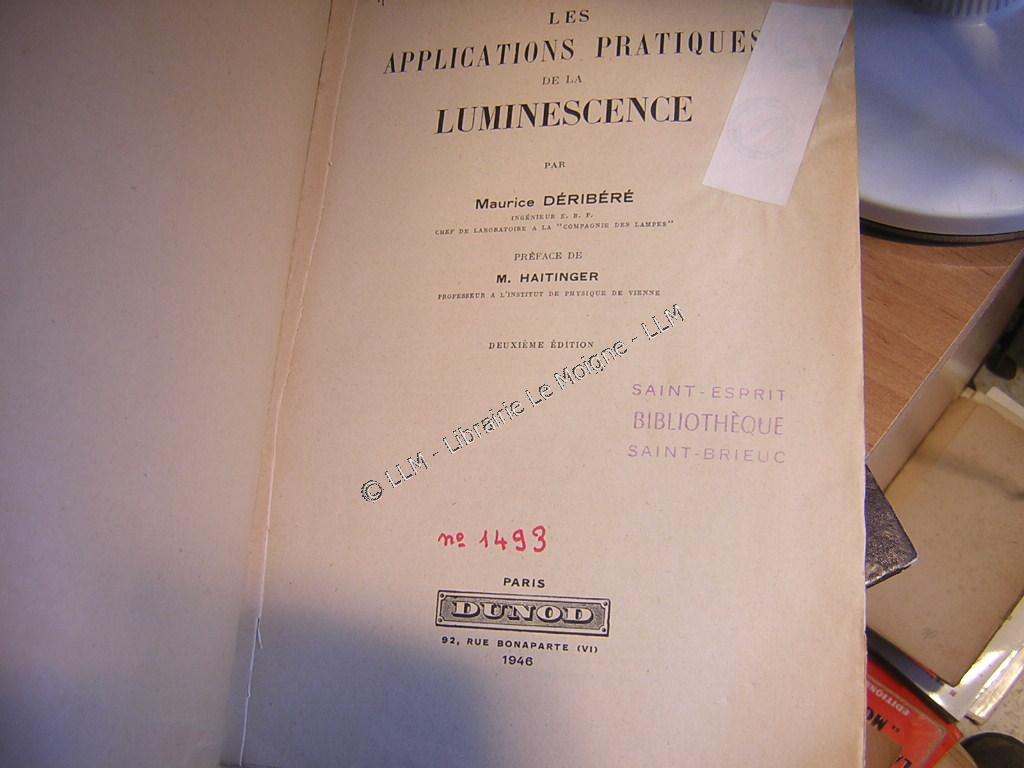 LES
APPLICATIONS PRATIQUES
DE LA
LUMINESCENCE
PAR
Maurice DÉRIBÉRÉ
INGÉNIEUR E. B. P.
CHEF DE LABORATOIRE A LA "COMPAGNIE DES LAMPES"
PRÉFACE DE
M. HAITINGER
PROFESSEUR A L'INSTITUT DE PHYSIQUE DE VIENNE
DEUXIÈME ÉDITION
© LLM - Librairie Le Moigne - LLM
SAINT-ESPRIT
BIBLIOTHÈQUE
SAINT-BRIEUC
nº 1493
PARIS
DUNOD
92, RUE BONAPARTE (VI)
1946